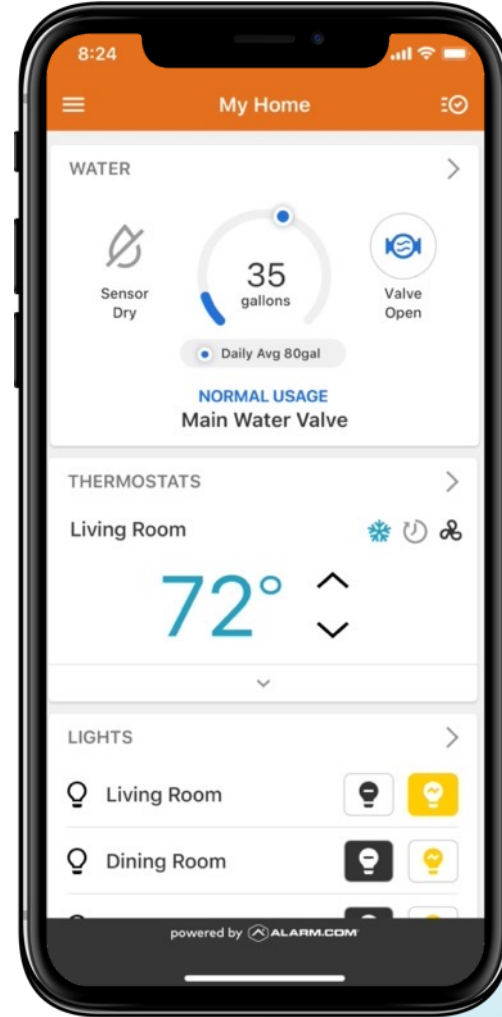 8:24
My Home
WATER
35
gallons
Sensor
Dry
Valve
Open
Daily Avg 80gal
NORMAL USAGE
Main Water Valve
THERMOSTATS
Living Room
72°
LIGHTS
Living Room
Dining Room
powered by ALARM.COM